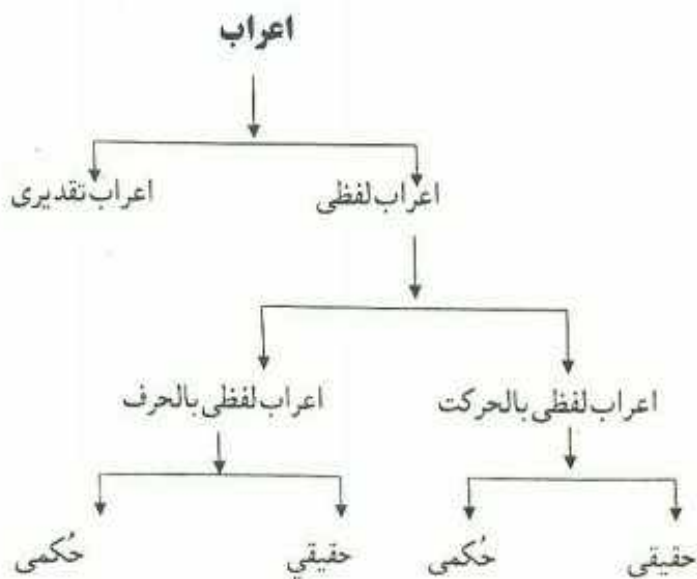 اعراب
اعراب لفظی اعراب تقدیری
اعراب لفظی بالحرکت اعراب لفظی بالحرف
حقیقی حُکمی حقیقی حُکمی